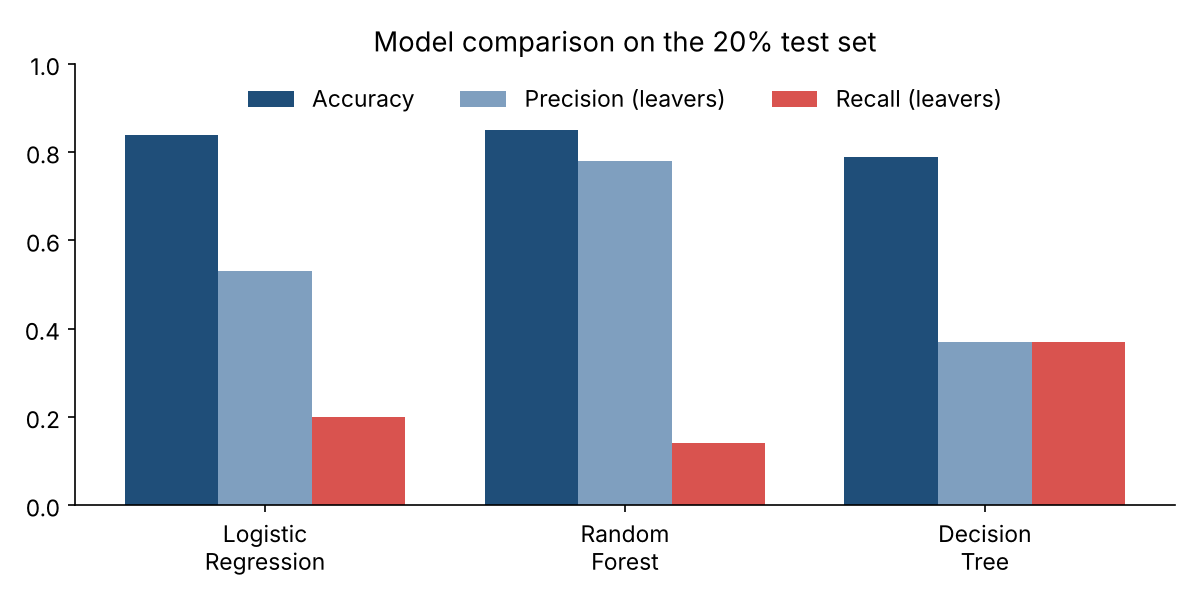 Model comparison on the 20% test set
Accuracy Precision (leavers) Recall (leavers)
1.0
0.8
0.6
0.4
0.2
0.0
Logistic
Regression
Random
Forest
Decision
Tree